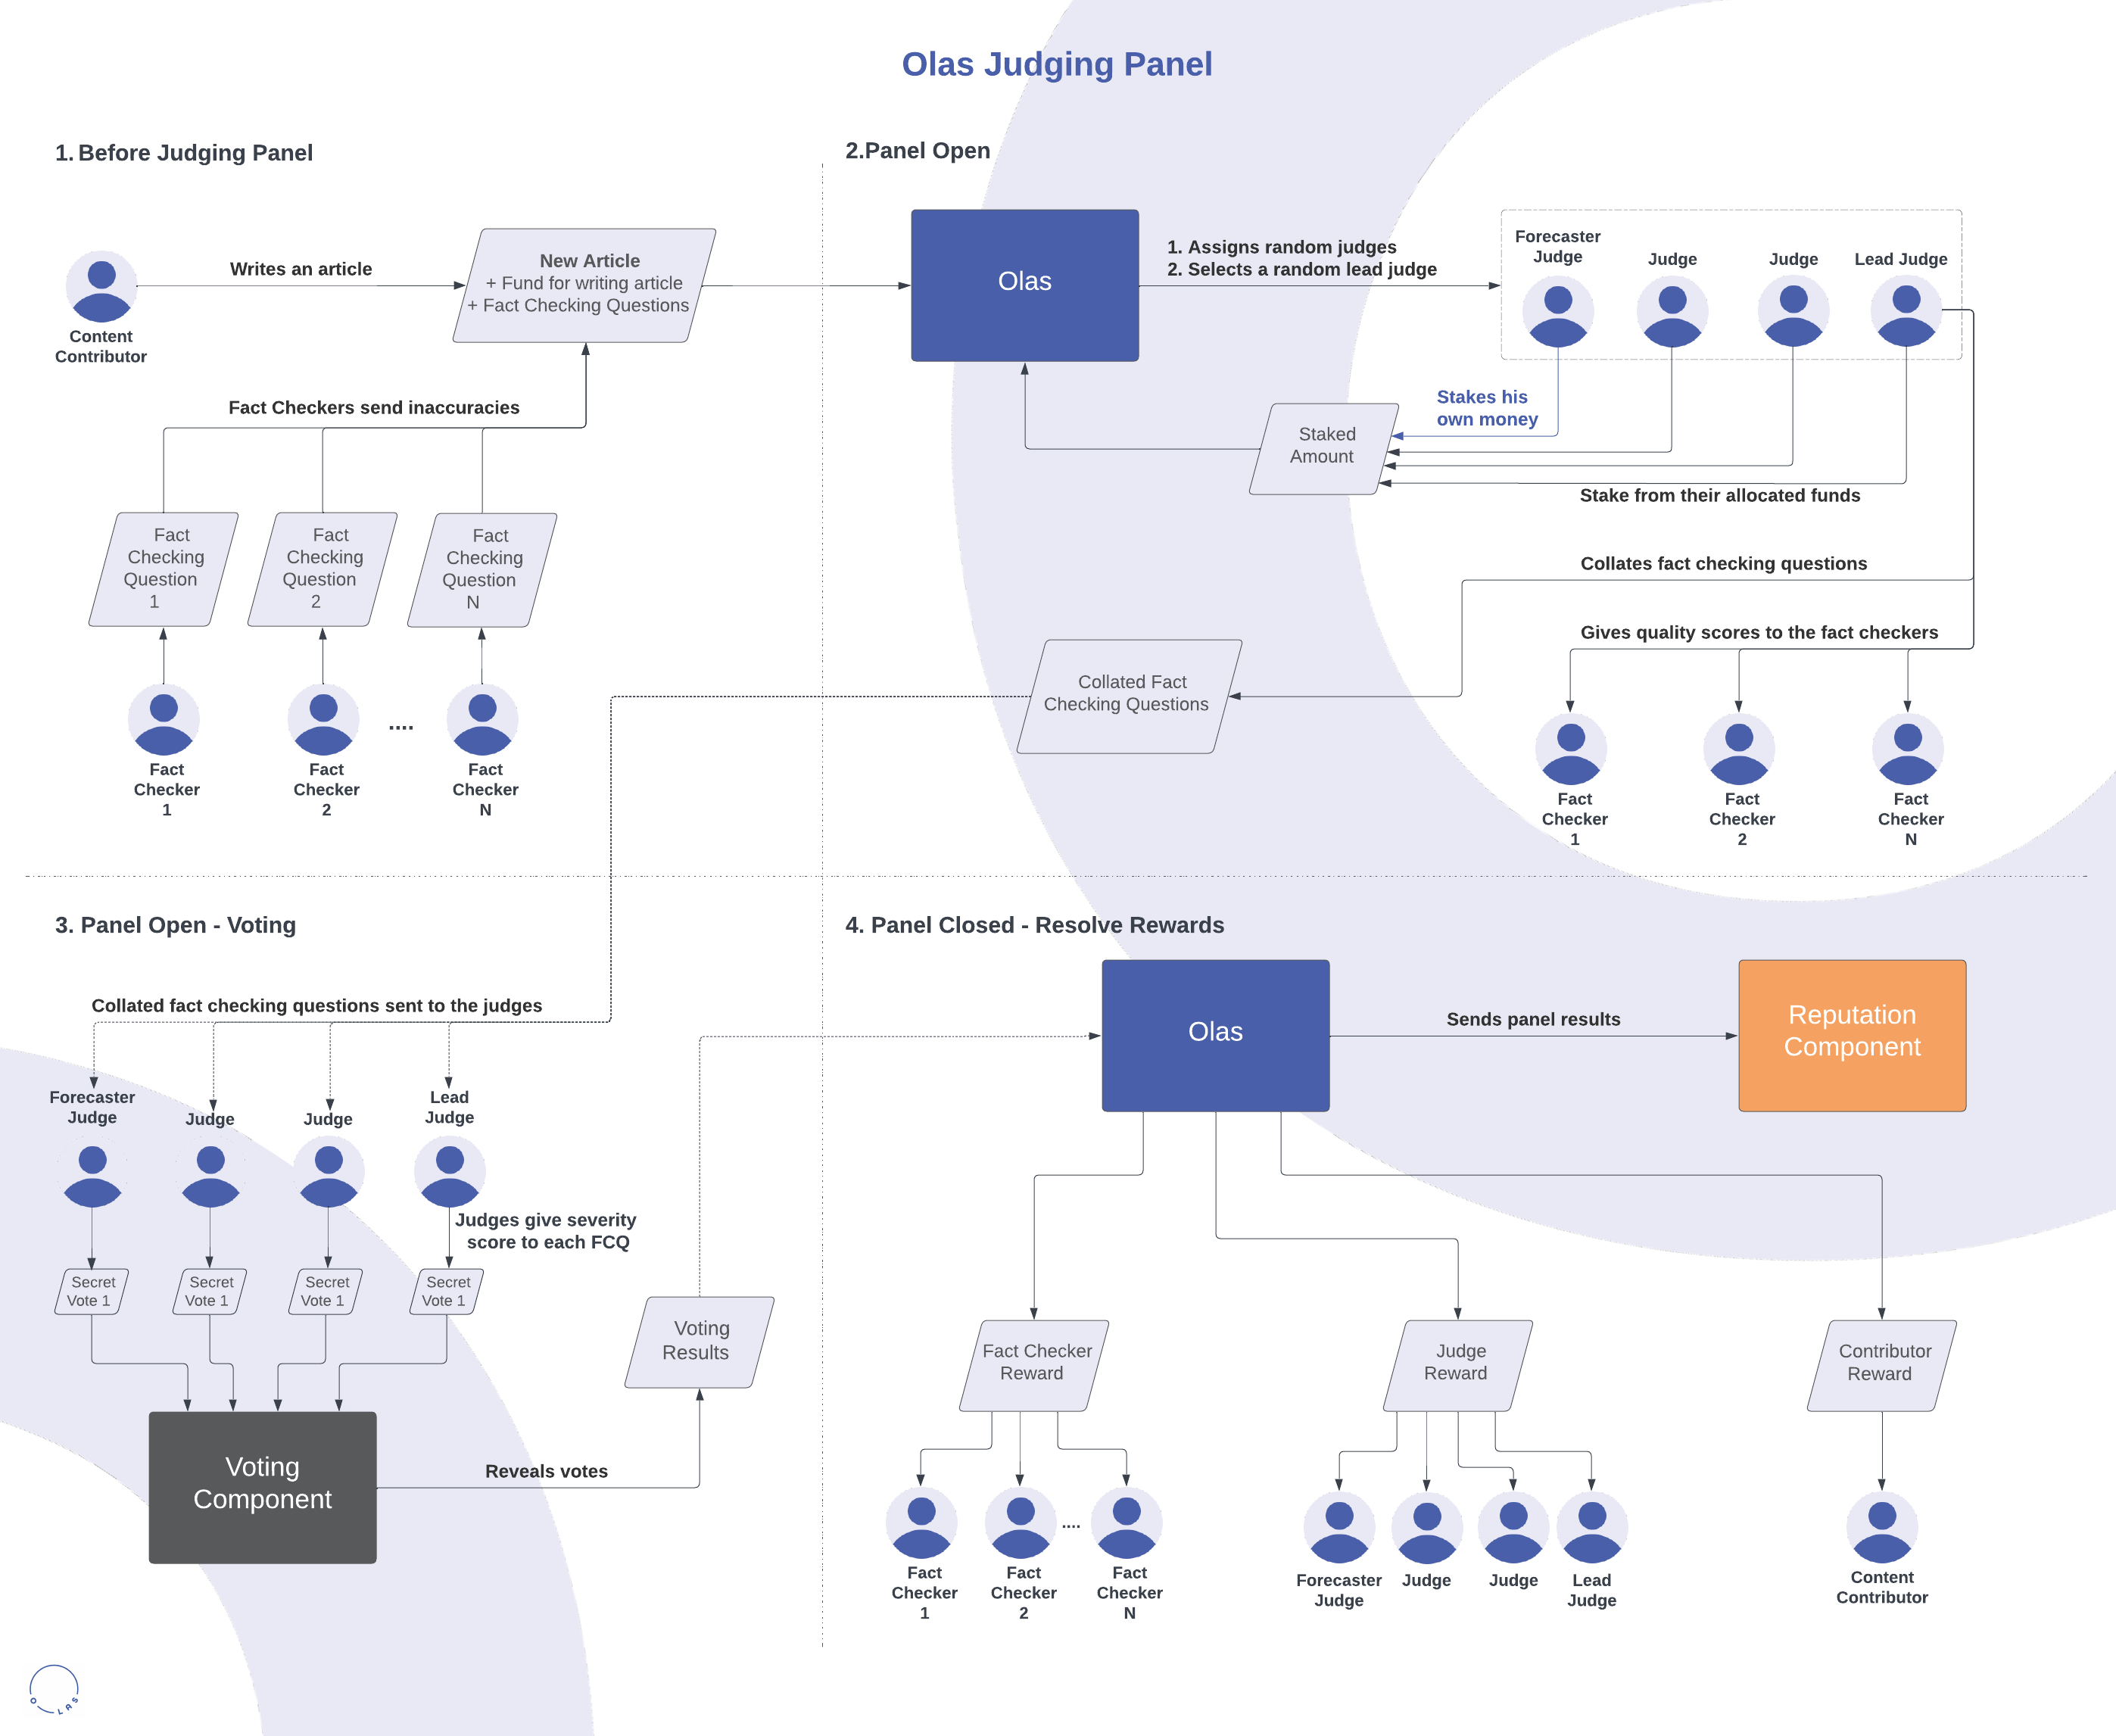 Olas Judging Panel
1. Before Judging Panel
Content
Contributor
Writes an article
New Article
+ Fund for writing article
+ Fact Checking Questions
Fact Checkers send inaccuracies
Fact
Checking
Question
1
Fact
Checking
Question
2
Fact
Checking
Question
N
....
Fact
Checker
1
Fact
Checker
2
Fact
Checker
N
2.Panel Open
Olas
1. Assigns random judges
2. Selects a random lead judge
Forecaster
Judge
Judge
Judge
Lead Judge
Stakes his
own money
Staked
Amount
Stake from their allocated funds
Collates fact checking questions
Gives quality scores to the fact checkers
Collated Fact
Checking Questions
Fact
Checker
1
Fact
Checker
2
Fact
Checker
N
3. Panel Open - Voting
Collated fact checking questions sent to the judges
Forecaster
Judge
Judge
Judge
Lead
Judge
Judges give severity
score to each FCQ
Secret
Vote 1
Secret
Vote 1
Secret
Vote 1
Secret
Vote 1
Voting
Component
Reveals votes
Voting
Results
4. Panel Closed - Resolve Rewards
Olas
Sends panel results
Reputation
Component
Fact Checker
Reward
Judge
Reward
Contributor
Reward
....
Fact
Checker
1
Fact
Checker
2
Fact
Checker
N
Forecaster
Judge
Judge
Judge
Lead
Judge
Content
Contributor
OLAS